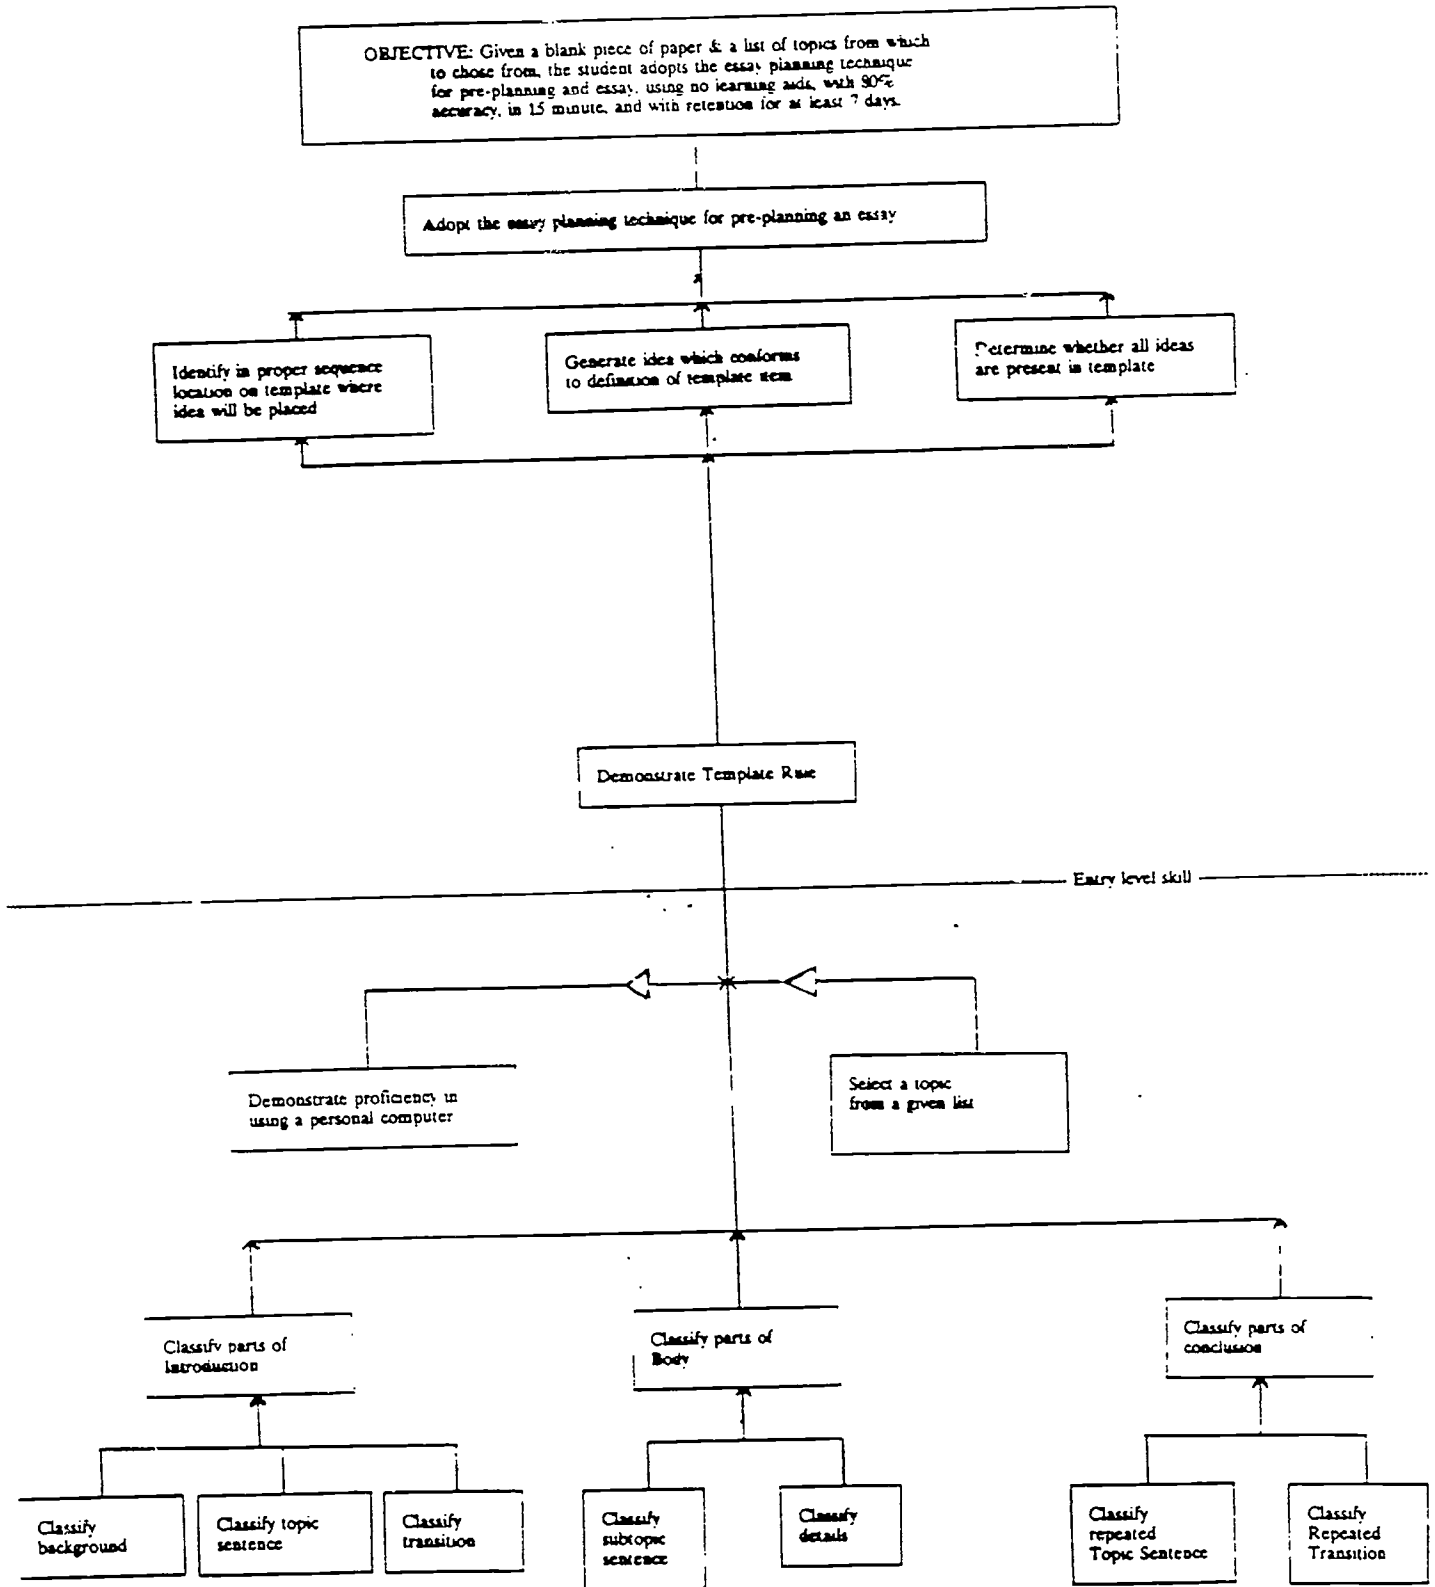 OBJECTIVE: Given a blank piece of paper & a list of topics from which
to chose from, the student adopts the essay planning technique
for pre-planning and essay, using no learning aids, with 90%
accuracy, in 15 minute, and with retention for at least 7 days.
Adopt the essay planning technique for pre-planning an essay
Identify in proper sequence
location on template where
idea will be placed
Generate idea which conforms
to definition of template item
Determine whether all ideas
are present in template
Demonstrate Template Rule
Entry level skill
Demonstrate proficiency in
using a personal computer
Select a topic
from a given list
Classify parts of
Introduction
Classify parts of
Body
Classify parts of
conclusion
Classify
background
Classify topic
sentence
Classify
transition
Classify
subtopic
sentence
Classify
details
Classify
repeated
Topic Sentence
Classify
Repeated
Transition